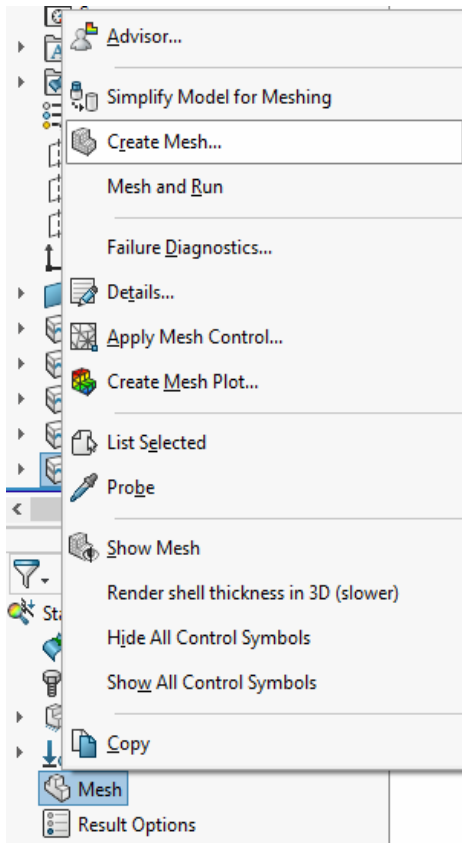 Advisor...
Simplify Model for Meshing
Create Mesh...
Mesh and Run
Failure Diagnostics...
Details...
Apply Mesh Control...
Create Mesh Plot...
List Selected
Probe
Show Mesh
Render shell thickness in 3D (slower)
Hide All Control Symbols
Show All Control Symbols
Copy
Mesh
Result Options